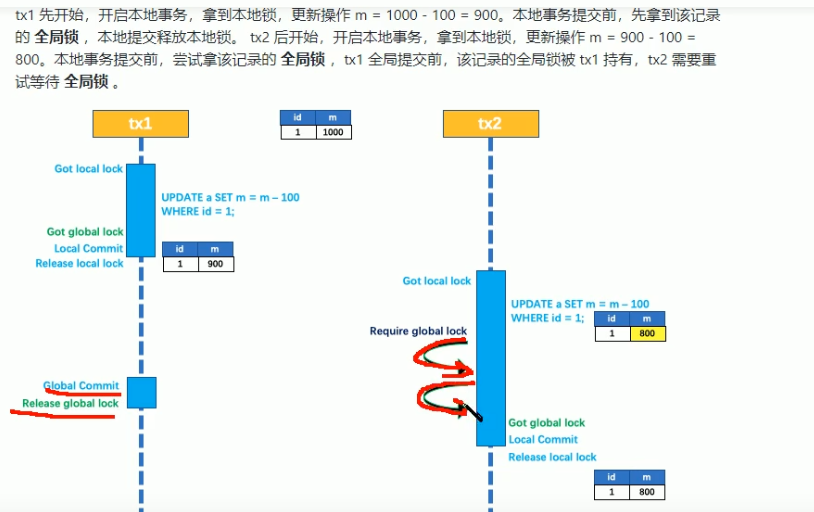 tx1 先开始，开启本地事务，拿到本地锁，更新操作 m = 1000 - 100 = 900。本地事务提交前，先拿到该记录
的 全局锁 ，本地提交释放本地锁。 tx2 后开始，开启本地事务，拿到本地锁，更新操作 m = 900 - 100 =
800。本地事务提交前，尝试拿该记录的 全局锁 ，tx1 全局提交前，该记录的全局锁被 tx1 持有，tx2 需要重
试等待 全局锁 。
tx1
id m
1 1000
tx2
Got local lock
UPDATE a SET m = m – 100
WHERE id = 1;
Got global lock
Local Commit
Release local lock
id m
1 900
Got local lock
UPDATE a SET m = m – 100
WHERE id = 1;
id m
1 800
Require global lock
Global Commit
Release global lock
Got global lock
Local Commit
Release local lock
id m
1 800